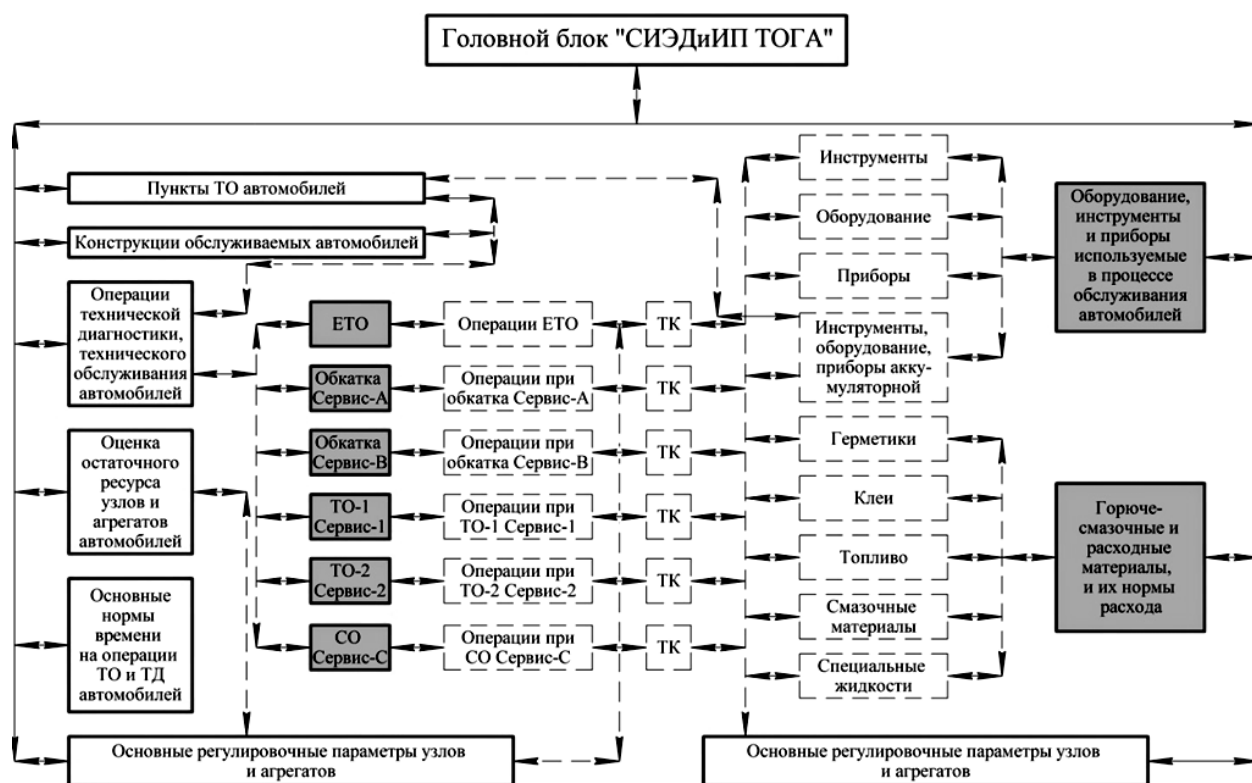 Головной блок "СИЭДиИП ТОГА"
Пункты ТО автомобилей
Конструкции обслуживаемых автомобилей
Операции
технической
диагностики,
технического
обслуживания
автомобилей
Оценка
остаточного
ресурса
узлов и
агрегатов
автомобилей
Основные
нормы
времени
на операции
ТО и ТД
автомобилей
ЕТО
Операции ЕТО
ТК
Обкатка
Сервис-А
Операции при
обкатка Сервис-А
ТК
Обкатка
Сервис-В
Операции при
обкатка Сервис-В
ТК
ТО-1
Сервис-1
Операции при
ТО-1 Сервис-1
ТК
ТО-2
Сервис-2
Операции при
ТО-2 Сервис-2
ТК
СО
Сервис-С
Операции при
СО Сервис-С
ТК
Инструменты
Оборудование
Приборы
Инструменты,
оборудование,
приборы акку-
муляторной
Герметики
Клеи
Топливо
Смазочные
материалы
Специальные
жидкости
Оборудование,
инструменты
и приборы
используемые
в процессе
обслуживания
автомобилей
Горюче-
смазочные и
расходные
материалы,
и их нормы
расхода
Основные регулировочные параметры узлов
и агрегатов
Основные регулировочные параметры узлов
и агрегатов